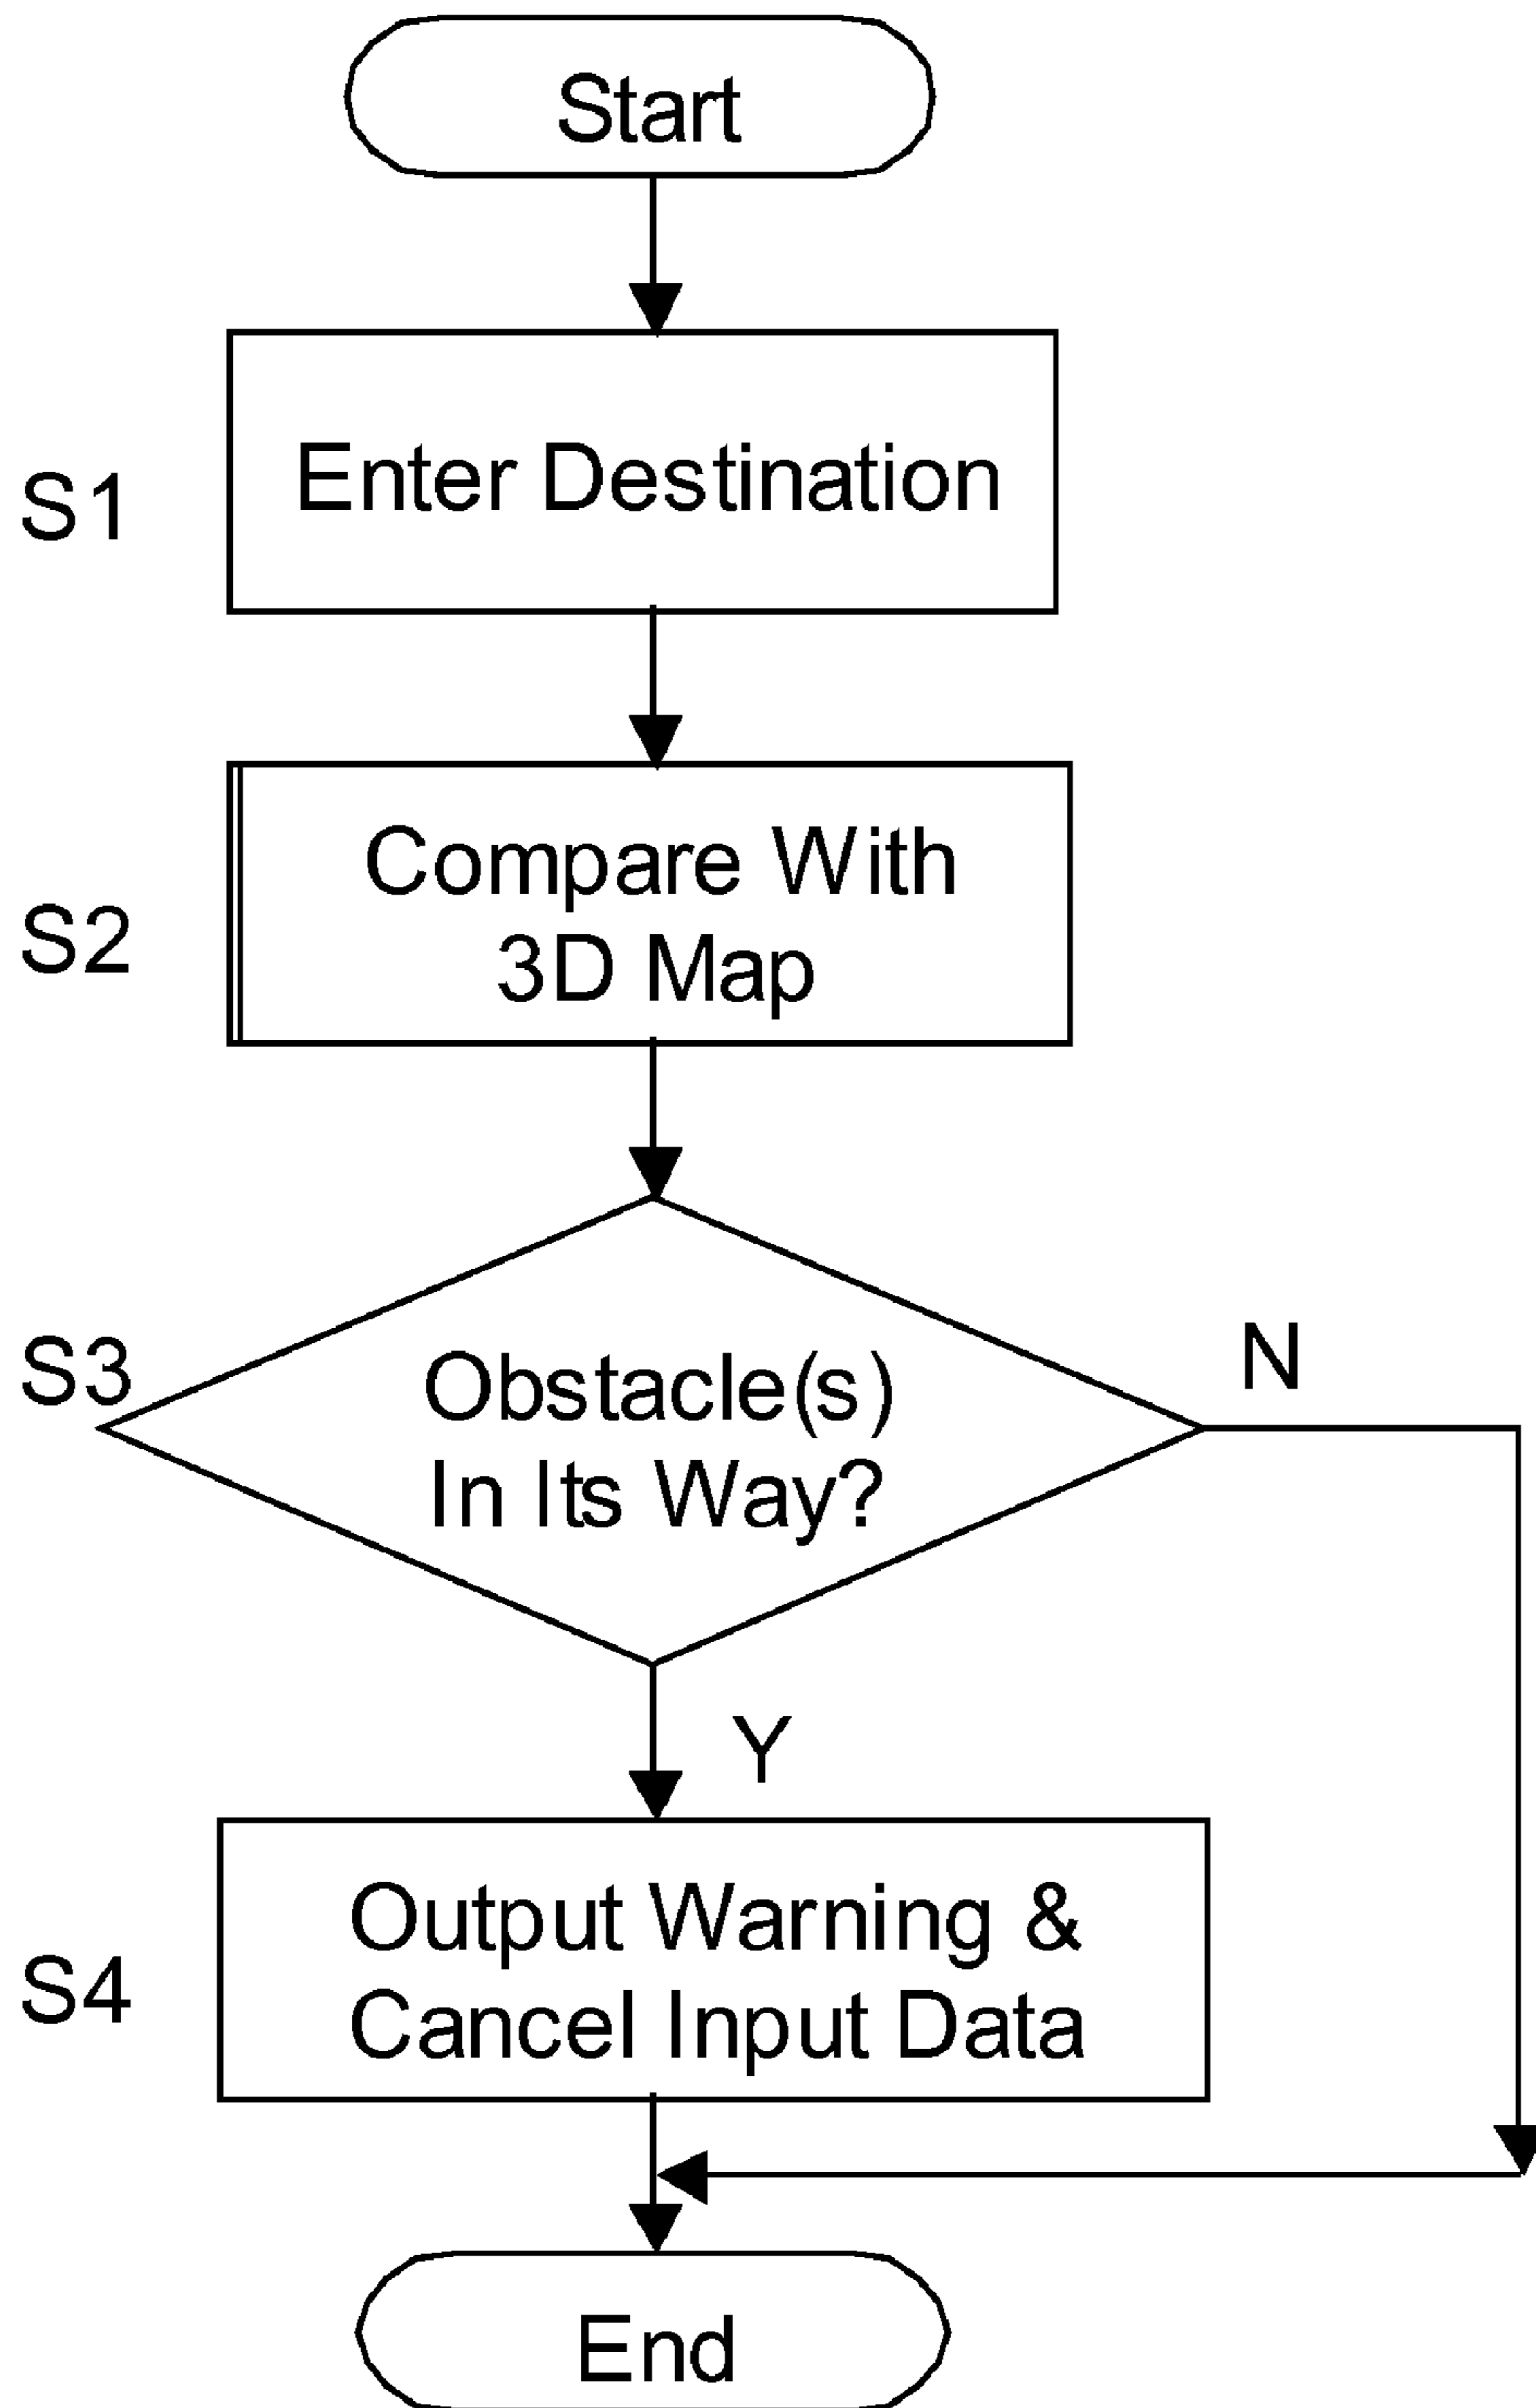 Start
S1
Enter Destination
S2
Compare With
3D Map
S3
Obstacle(s)
In Its Way?
N
Y
S4
Output Warning &
Cancel Input Data
End